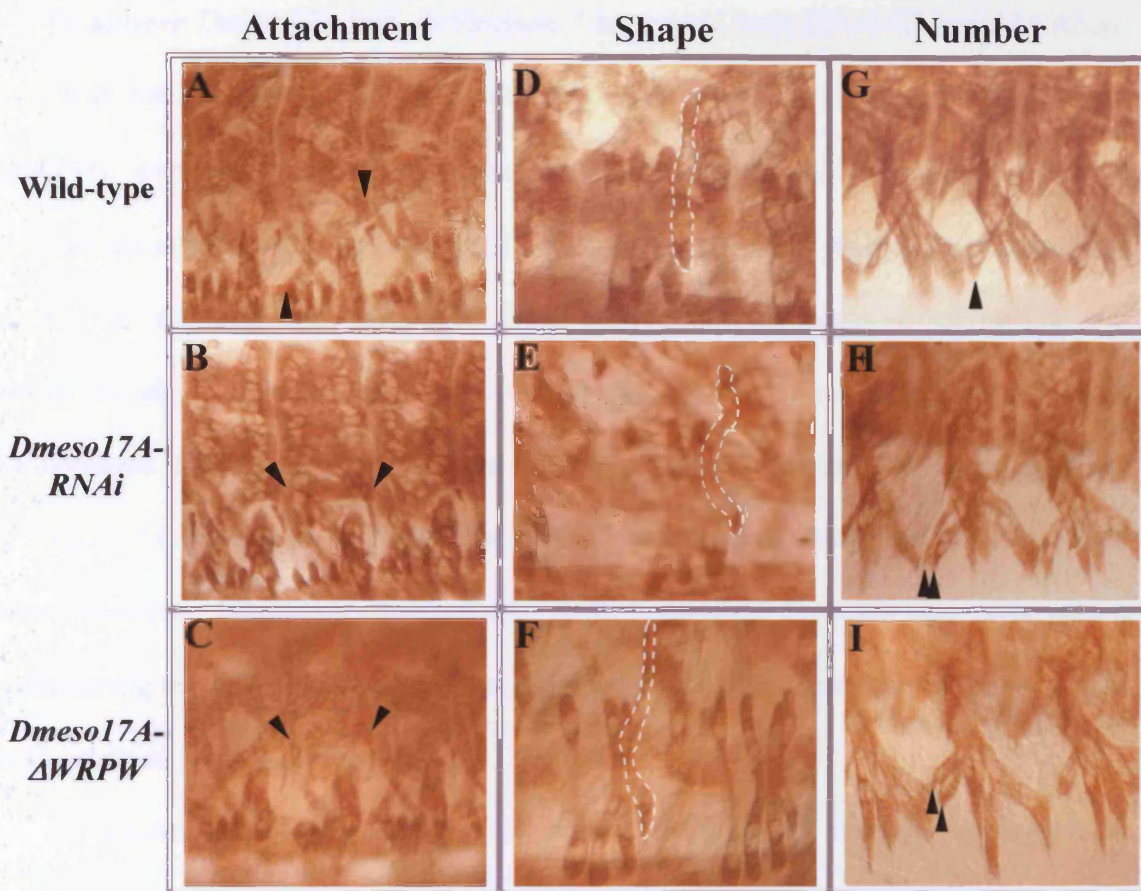 Attachment Shape Number
A D G
Wild-type
B E H
Dmeso17A-
RNAi
C F I
Dmeso17A-
ΔWRPW